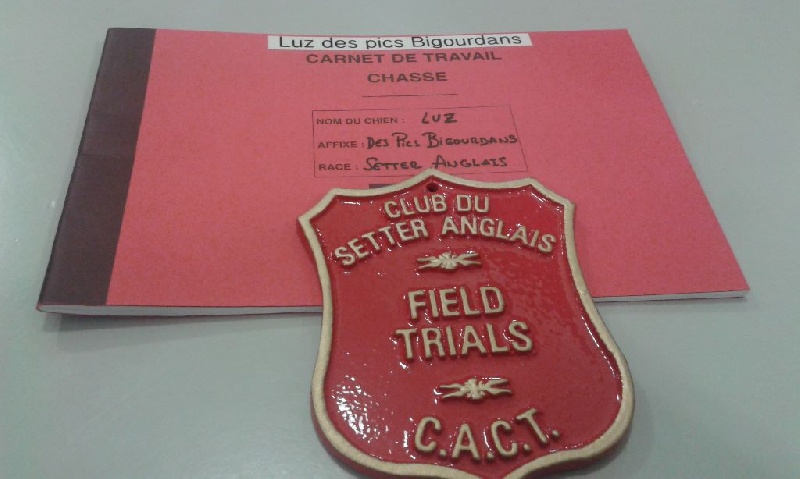 Luz des pics Bigourdans
CARNET DE TRAVAIL
CHASSE
NOM DU CHIEN : LUZ
AFFIXE : DES PICS BIGOURDANS
RACE : SETTER ANGLAIS
CLUB DU
SETTER ANGLAIS
FIELD
TRIALS
C.A.C.T.